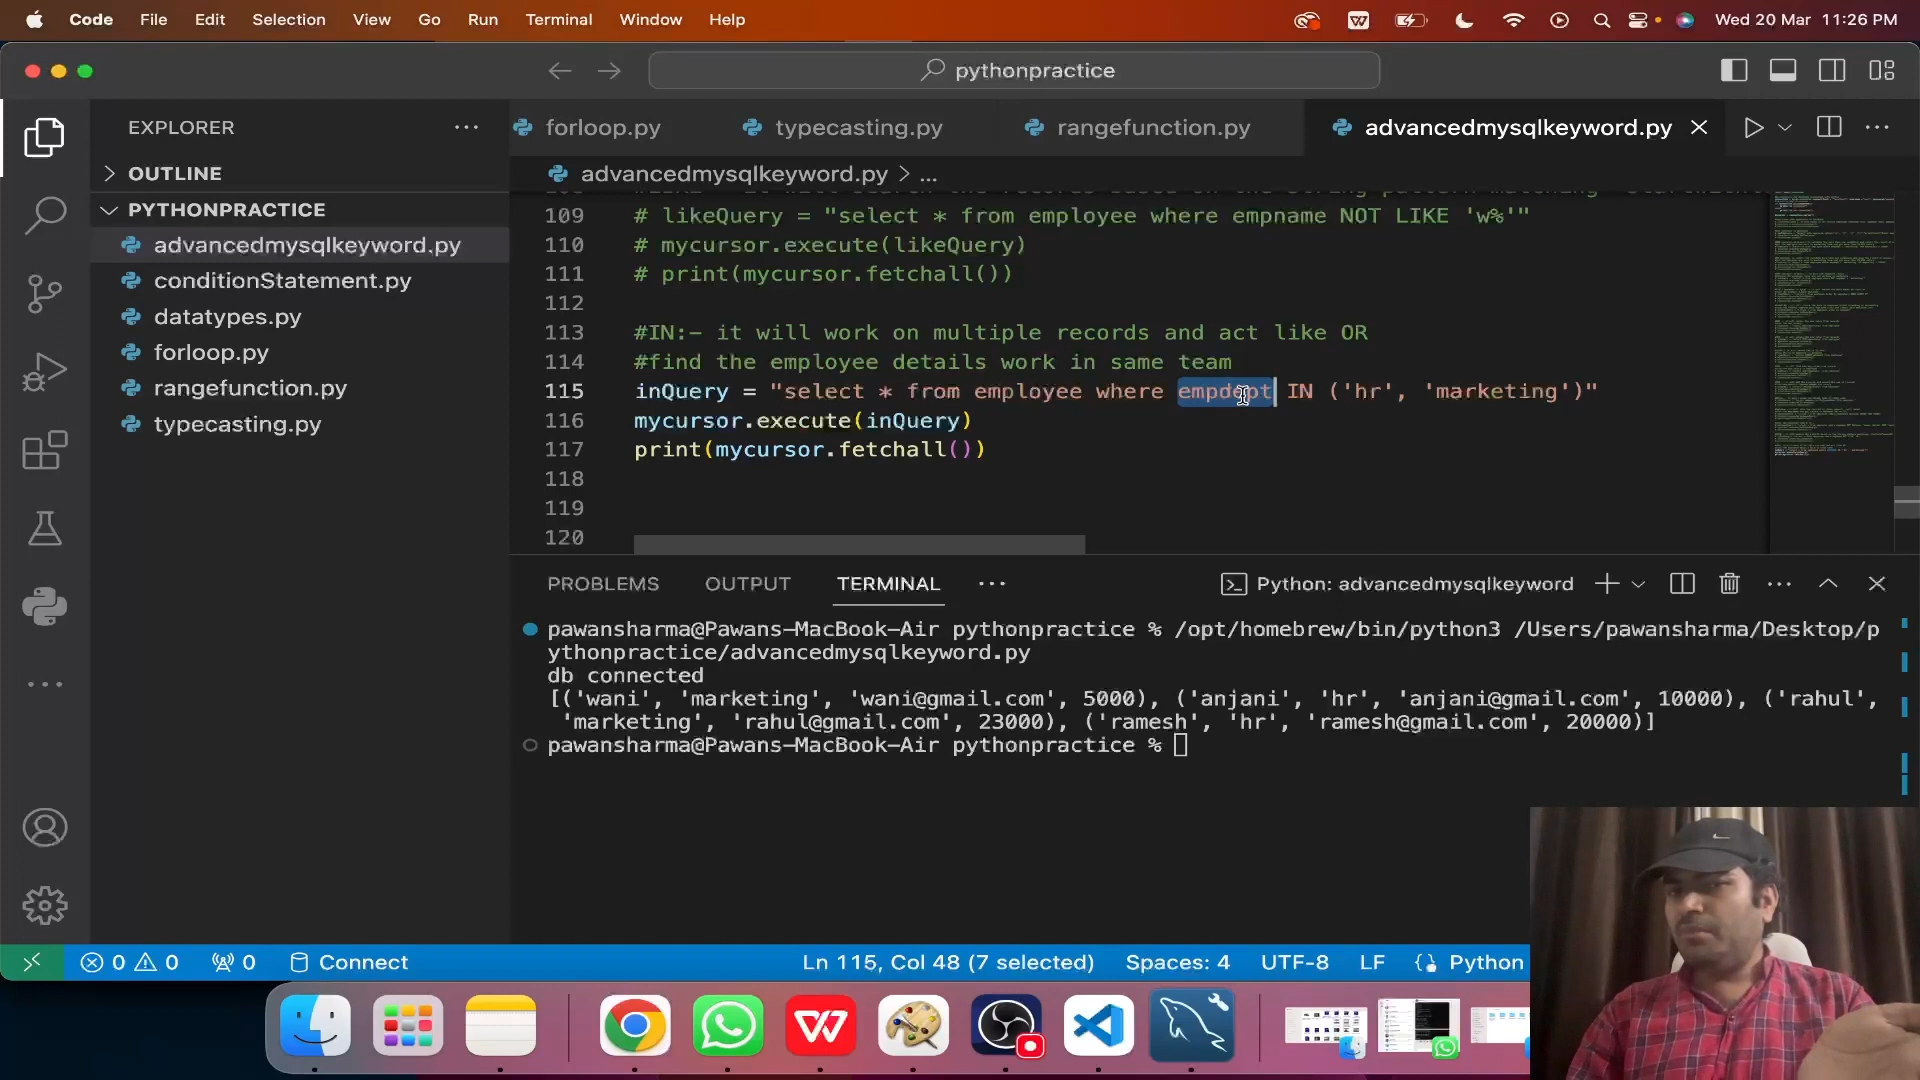 Code File Edit Selection View Go Run Terminal Window Help Wed 20 Mar 11:26 PM
pythonpractice
EXPLORER
forloop.py typecasting.py rangefunction.py advancedmysqlkeyword.py
OUTLINE
advancedmysqlkeyword.py > ...
PYTHONPRACTICE
advancedmysqlkeyword.py
conditionStatement.py
datatypes.py
forloop.py
rangefunction.py
typecasting.py
109 # likeQuery = "select * from employee where empname NOT LIKE 'w%'"
110 # mycursor.execute(likeQuery)
111 # print(mycursor.fetchall())
112
113 #IN:- it will work on multiple records and act like OR
114 #find the employee details work in same team
115 inQuery = "select * from employee where empdept IN ('hr', 'marketing')"
116 mycursor.execute(inQuery)
117 print(mycursor.fetchall())
118
119
120
PROBLEMS OUTPUT TERMINAL ... Python: advancedmysqlkeyword
pawansharma@Pawans-MacBook-Air pythonpractice % /opt/homebrew/bin/python3 /Users/pawansharma/Desktop/p
ythonpractice/advancedmysqlkeyword.py
db connected
[('wani', 'marketing', 'wani@gmail.com', 5000), ('anjani', 'hr', 'anjani@gmail.com', 10000), ('rahul',
'marketing', 'rahul@gmail.com', 23000), ('ramesh', 'hr', 'ramesh@gmail.com', 20000)]
pawansharma@Pawans-MacBook-Air pythonpractice %
0 0 0 Connect Ln 115, Col 48 (7 selected) Spaces: 4 UTF-8 LF Python